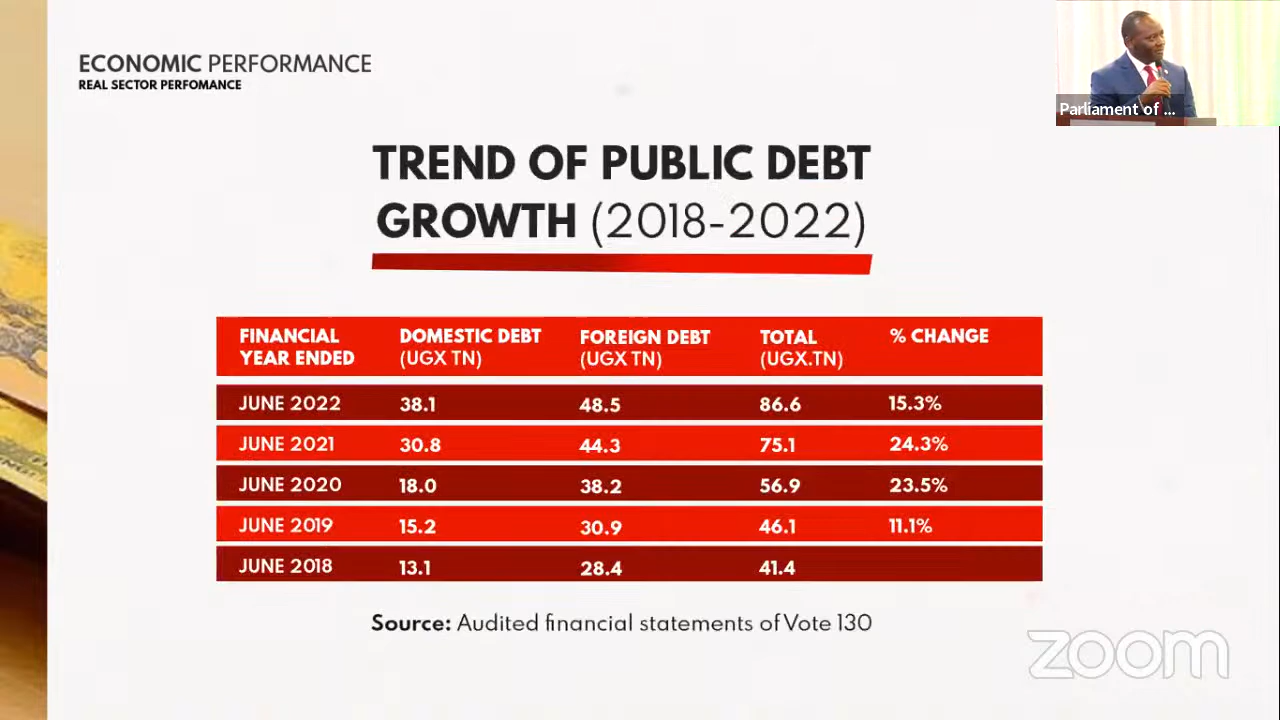 ECONOMIC PERFORMANCE
REAL SECTOR PERFOMANCE
Parliament of ...
TREND OF PUBLIC DEBT
GROWTH (2018-2022)
FINANCIAL YEAR ENDED DOMESTIC DEBT (UGX TN) FOREIGN DEBT (UGX TN) TOTAL (UGX.TN) % CHANGE
JUNE 2022 38.1 48.5 86.6 15.3%
JUNE 2021 30.8 44.3 75.1 24.3%
JUNE 2020 18.0 38.2 56.9 23.5%
JUNE 2019 15.2 30.9 46.1 11.1%
JUNE 2018 13.1 28.4 41.4
Source: Audited financial statements of Vote 130
zoom